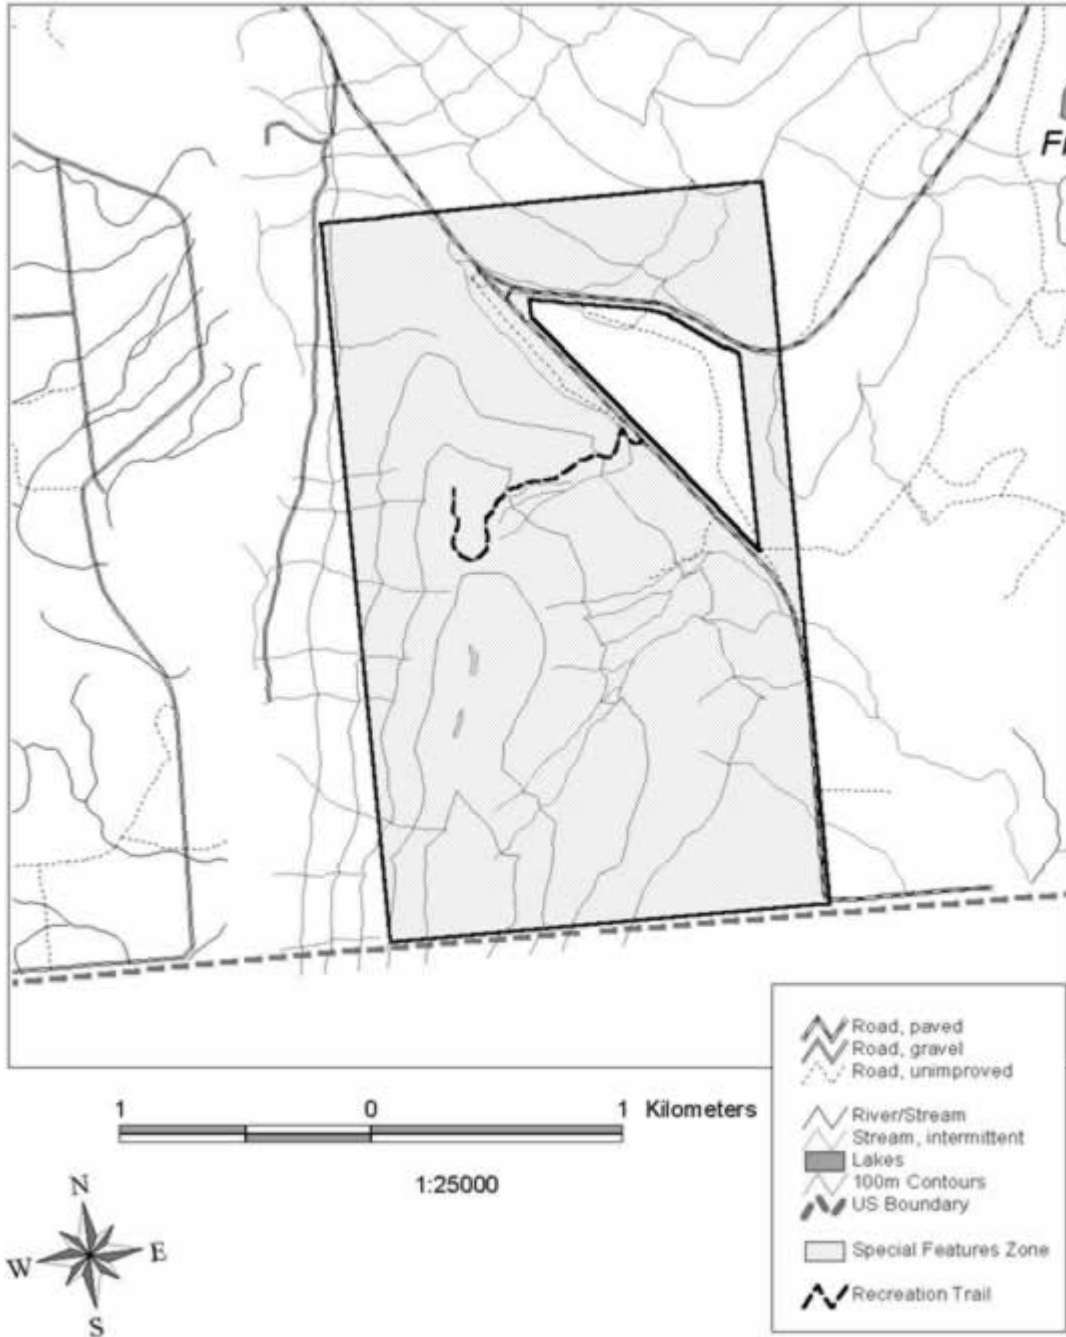 Fr
1 0 1 Kilometers
1:25000
N
W E
S
Road, paved
Road, gravel
Road, unimproved
River/Stream
Stream, intermittent
Lakes
100m Contours
US Boundary
Special Features Zone
Recreation Trail